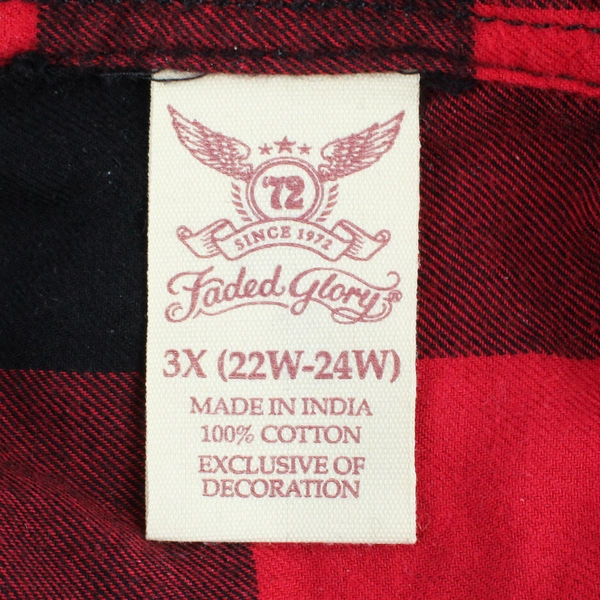 72
SINCE 1972
Faded Glory®
3X (22W-24W)
MADE IN INDIA
100% COTTON
EXCLUSIVE OF
DECORATION